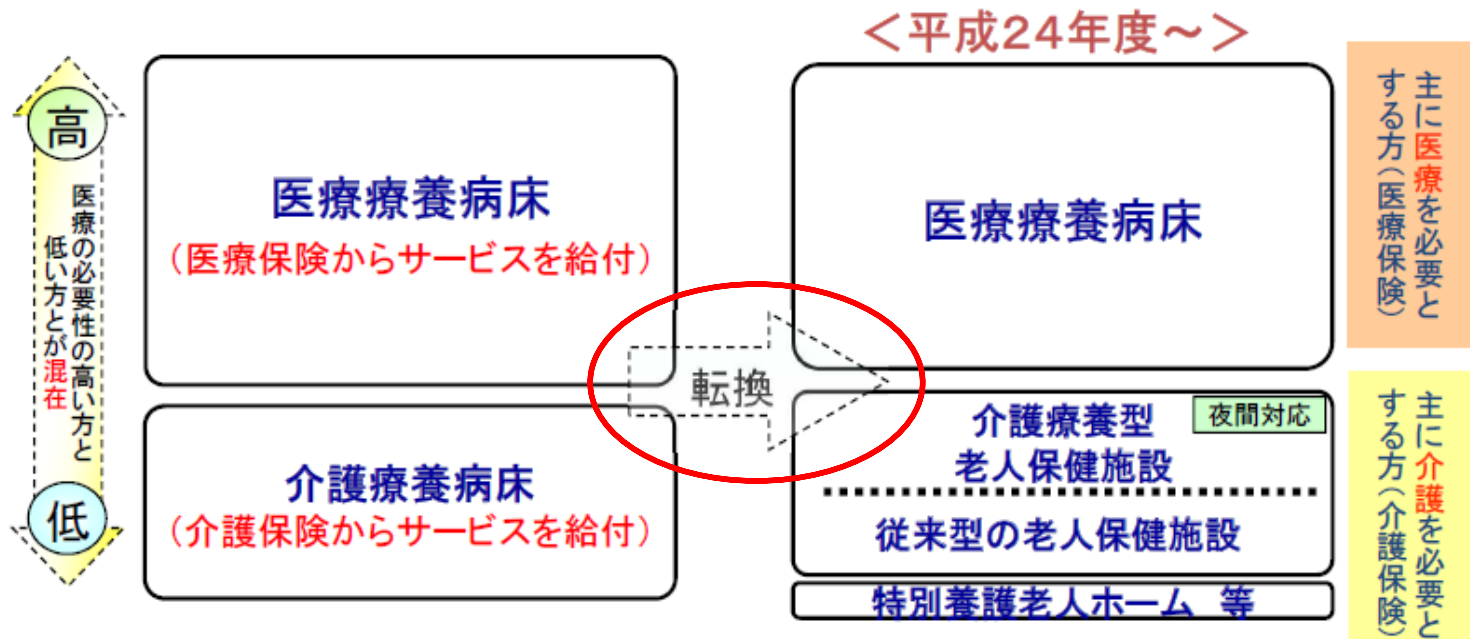 ＜平成24年度～＞
高
医療の必要性の高い方と
低い方とが混在
低
医療療養病床
（医療保険からサービスを給付）
介護療養病床
（介護保険からサービスを給付）
転換
医療療養病床
介護療養型
老人保健施設
夜間対応
従来型の老人保健施設
特別養護老人ホーム　等
主に医療を必要と
する方（医療保険）
主に介護を必要と
する方（介護保険）